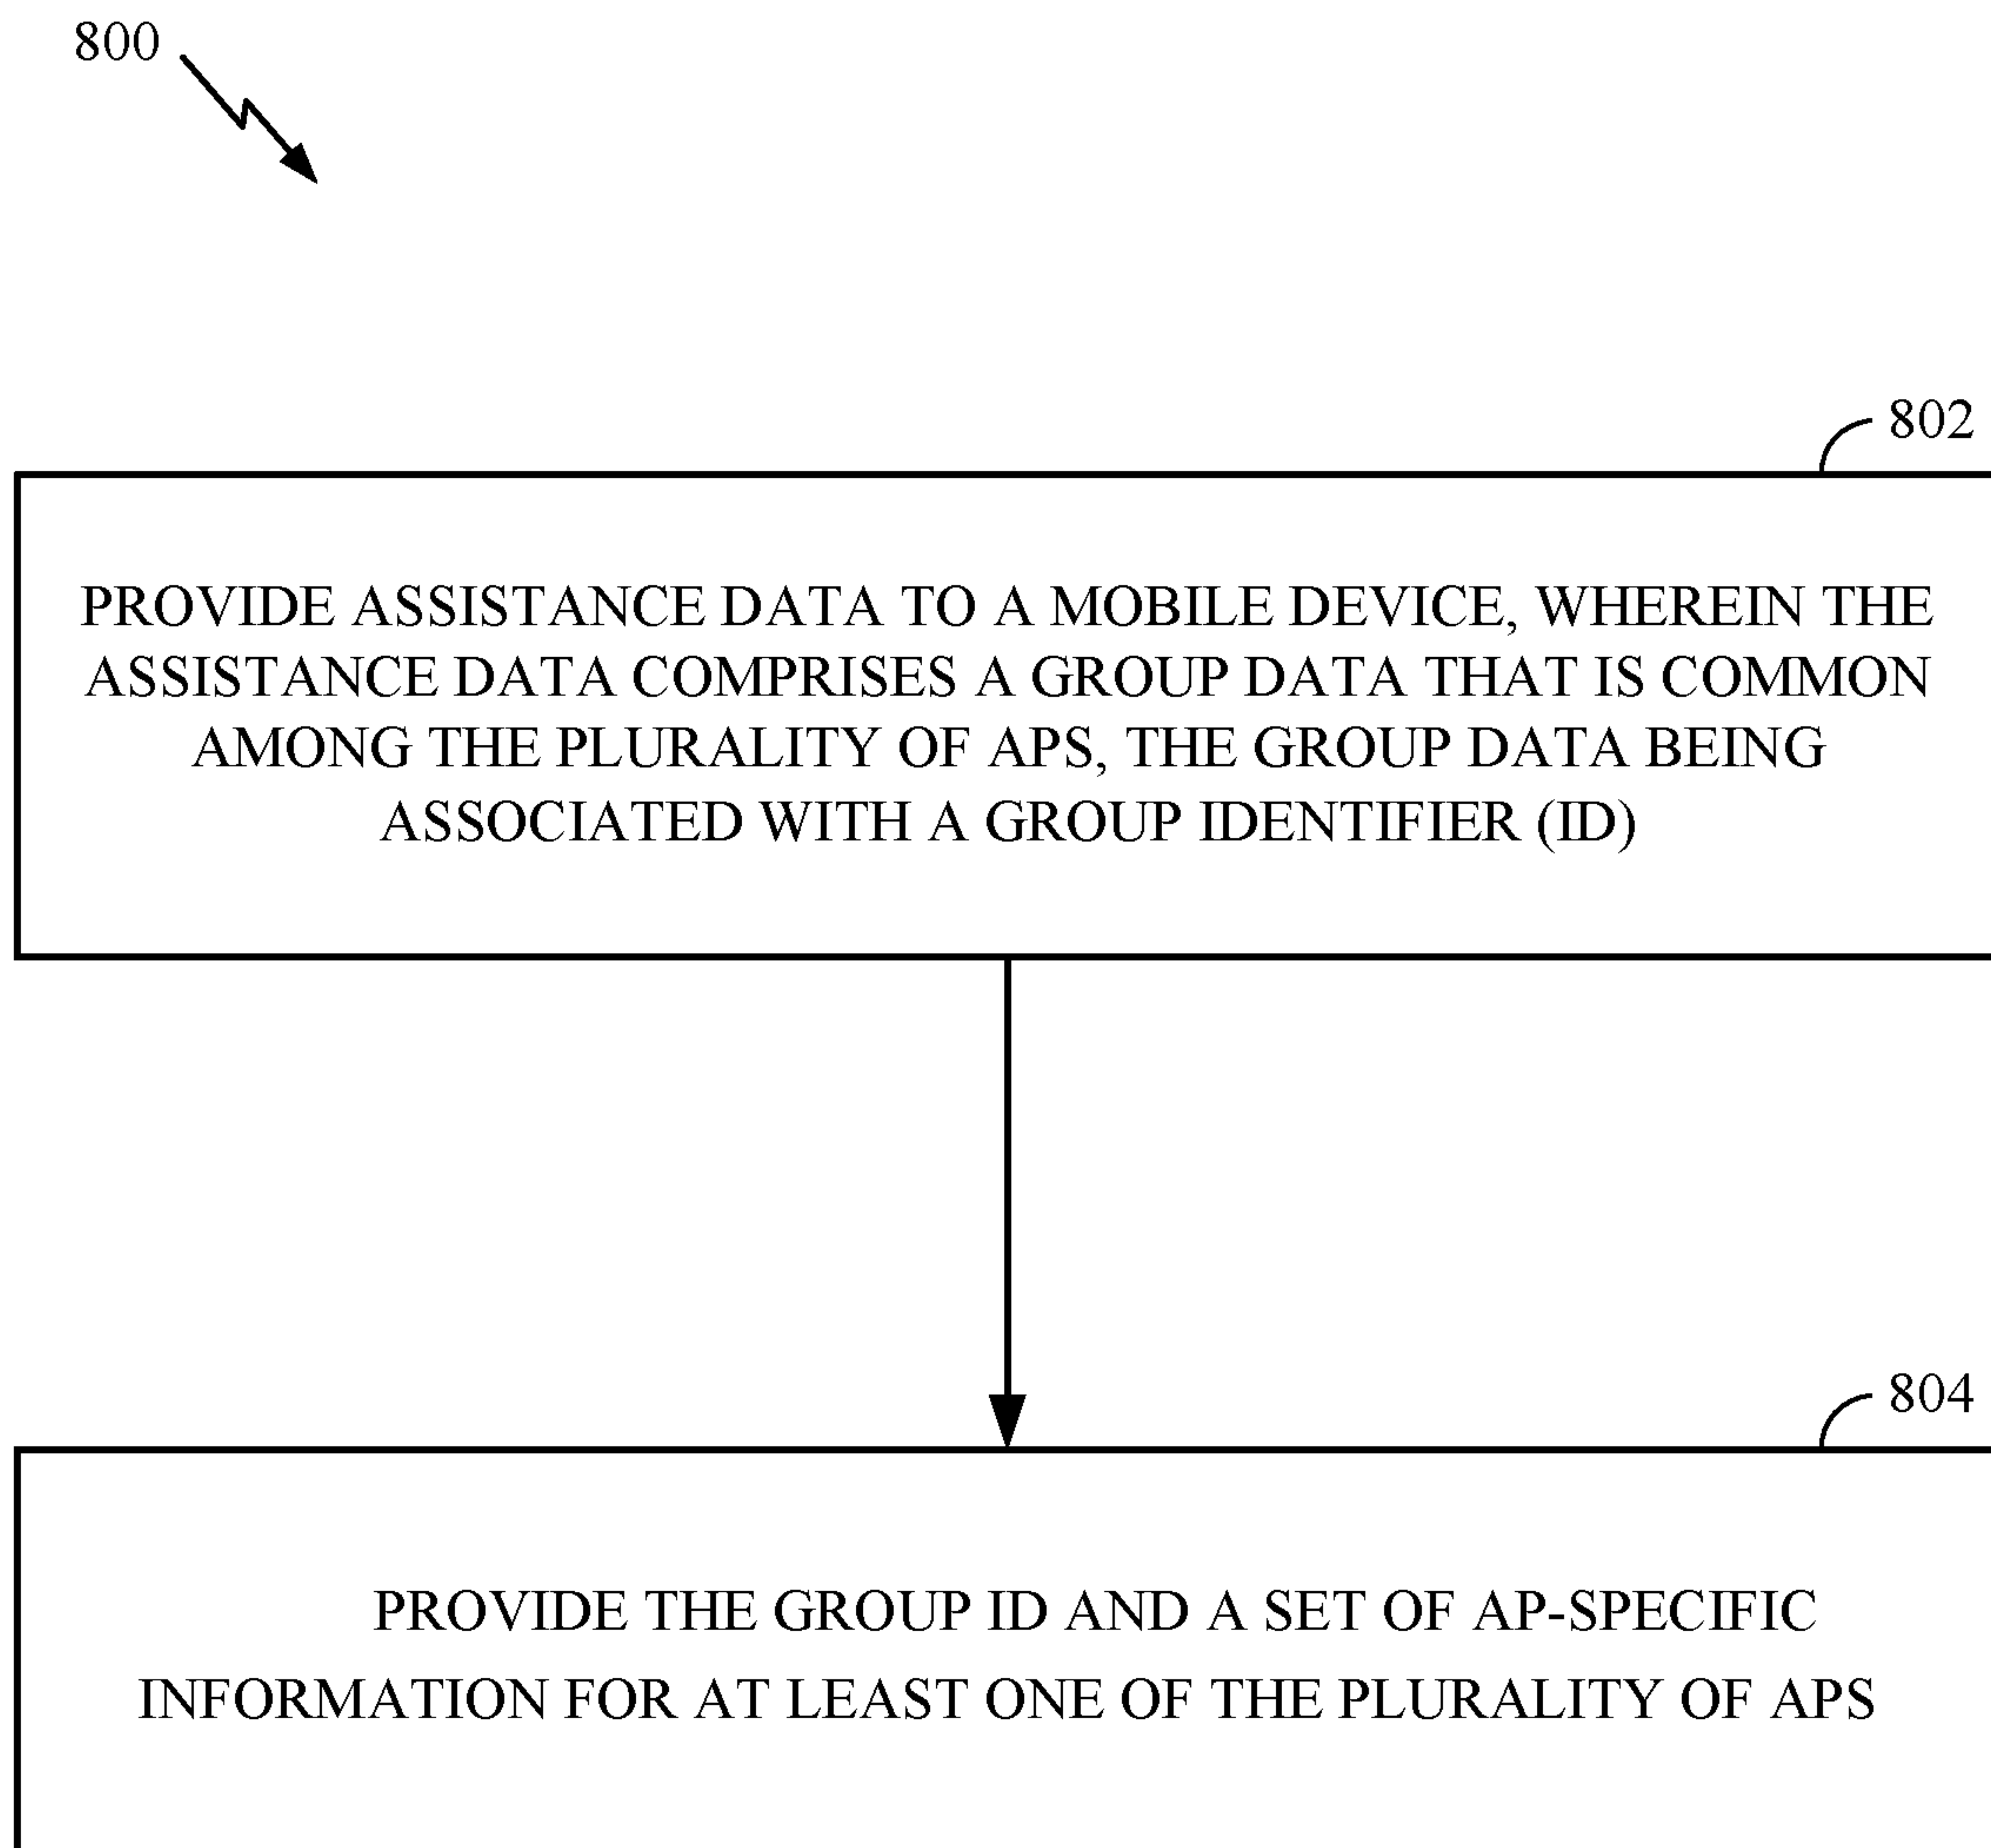 800
802
PROVIDE ASSISTANCE DATA TO A MOBILE DEVICE, WHEREIN THE
ASSISTANCE DATA COMPRISES A GROUP DATA THAT IS COMMON
AMONG THE PLURALITY OF APS, THE GROUP DATA BEING
ASSOCIATED WITH A GROUP IDENTIFIER (ID)
804
PROVIDE THE GROUP ID AND A SET OF AP-SPECIFIC
INFORMATION FOR AT LEAST ONE OF THE PLURALITY OF APS